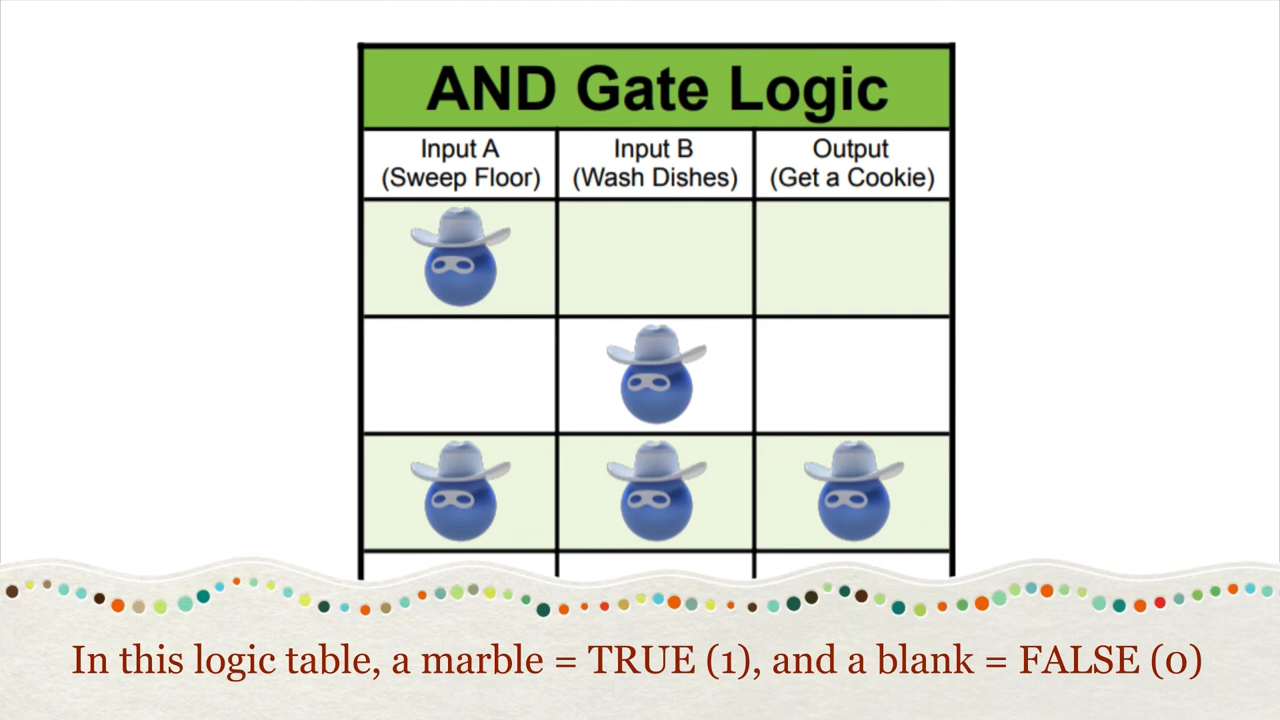 AND Gate Logic
Input A
(Sweep Floor)
Input B
(Wash Dishes)
Output
(Get a Cookie)
In this logic table, a marble = TRUE (1), and a blank = FALSE (0)